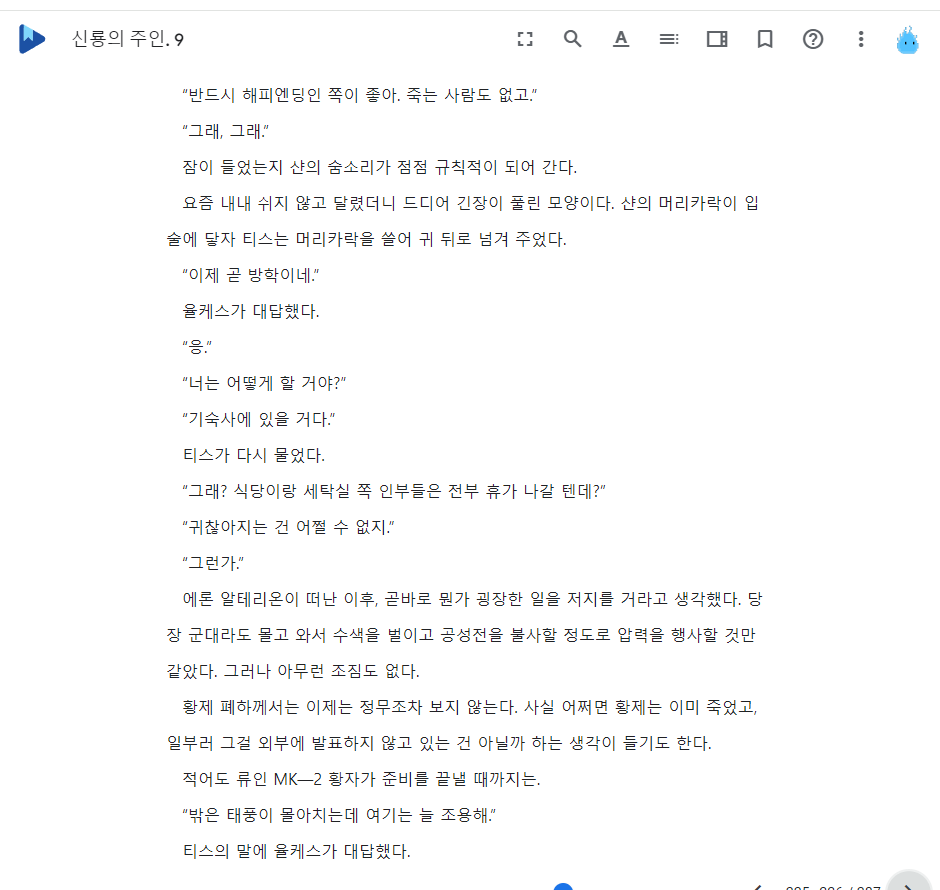 신룡의 주인. 9
“반드시 해피엔딩인 쪽이 좋아. 죽는 사람도 없고.”
“그래, 그래.”
잠이 들었는지 샨의 숨소리가 점점 규칙적이 되어 간다.
요즘 내내 쉬지 않고 달렸더니 드디어 긴장이 풀린 모양이다. 샨의 머리카락이 입
술에 닿자 티스는 머리카락을 쓸어 귀 뒤로 넘겨 주었다.
“이제 곧 방학이네.”
율케스가 대답했다.
“응.”
“너는 어떻게 할 거야?”
“기숙사에 있을 거다.”
티스가 다시 물었다.
“그래? 식당이랑 세탁실 쪽 인부들은 전부 휴가 나갈 텐데?”
“귀찮아지는 건 어쩔 수 없지.”
“그런가.”
에론 알테리온이 떠난 이후, 곧바로 뭔가 굉장한 일을 저지를 거라고 생각했다. 당
장 군대라도 몰고 와서 수색을 벌이고 공성전을 불사할 정도로 압력을 행사할 것만
같았다. 그러나 아무런 조짐도 없다.
황제 폐하께서는 이제는 정무조차 보지 않는다. 사실 어쩌면 황제는 이미 죽었고,
일부러 그걸 외부에 발표하지 않고 있는 건 아닐까 하는 생각이 들기도 한다.
적어도 류인 MK—2 황자가 준비를 끝낼 때까지는.
“밖은 태풍이 몰아치는데 여기는 늘 조용해.”
티스의 말에 율케스가 대답했다.